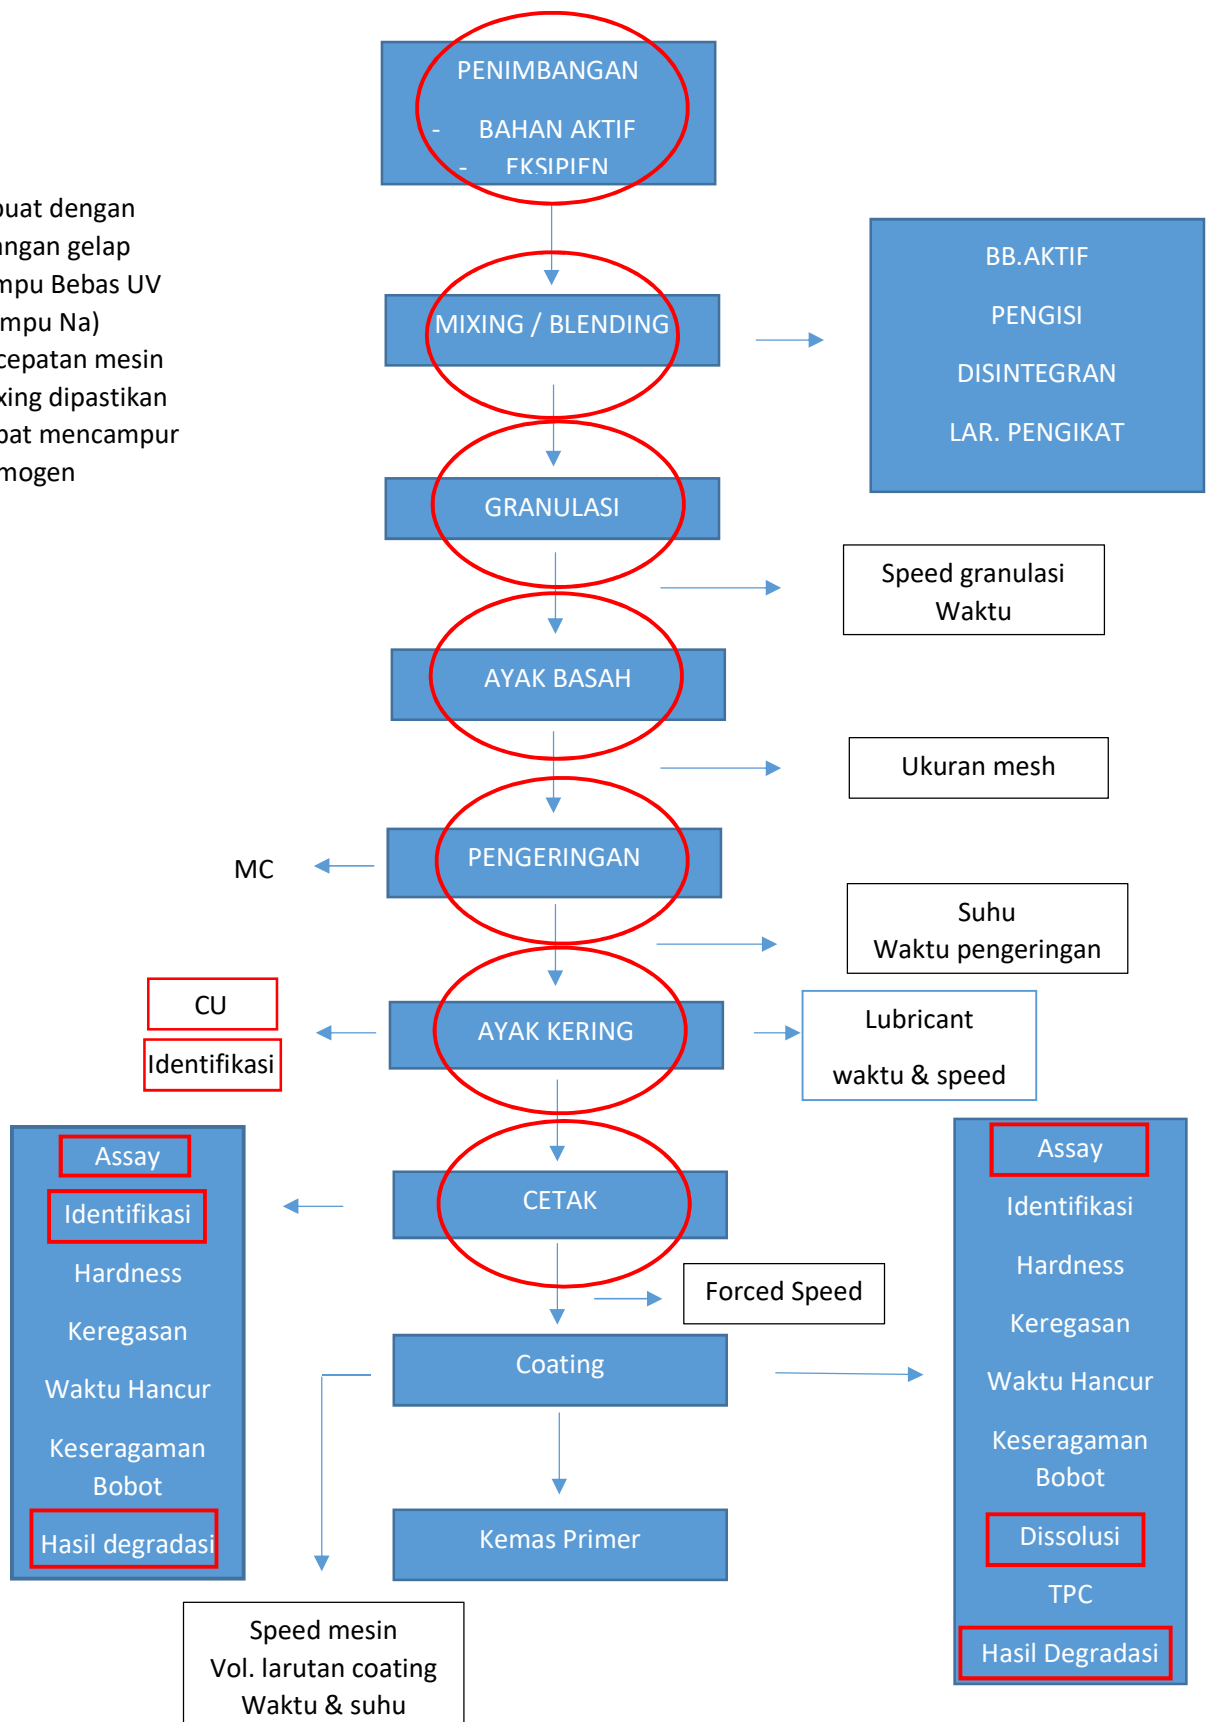 PENIMBANGAN
- BAHAN AKTIF
- EKSIPIEN
buat dengan
angan gelap
mpu Bebas UV
ampu Na)
cepatan mesin
xing dipastikan
pat mencampur
mogen
MIXING / BLENDING
BB.AKTIF
PENGISI
DISINTEGRAN
LAR. PENGIKAT
GRANULASI
Speed granulasi
Waktu
AYAK BASAH
Ukuran mesh
PENGERINGAN
MC
Suhu
Waktu pengeringan
CU
Identifikasi
AYAK KERING
Lubricant
waktu & speed
CETAK
Assay
Identifikasi
Hardness
Keregasan
Waktu Hancur
Keseragaman
Bobot
Hasil degradasi
Forced Speed
Coating
Assay
Identifikasi
Hardness
Keregasan
Waktu Hancur
Keseragaman
Bobot
Dissolusi
TPC
Hasil Degradasi
Kemas Primer
Speed mesin
Vol. larutan coating
Waktu & suhu